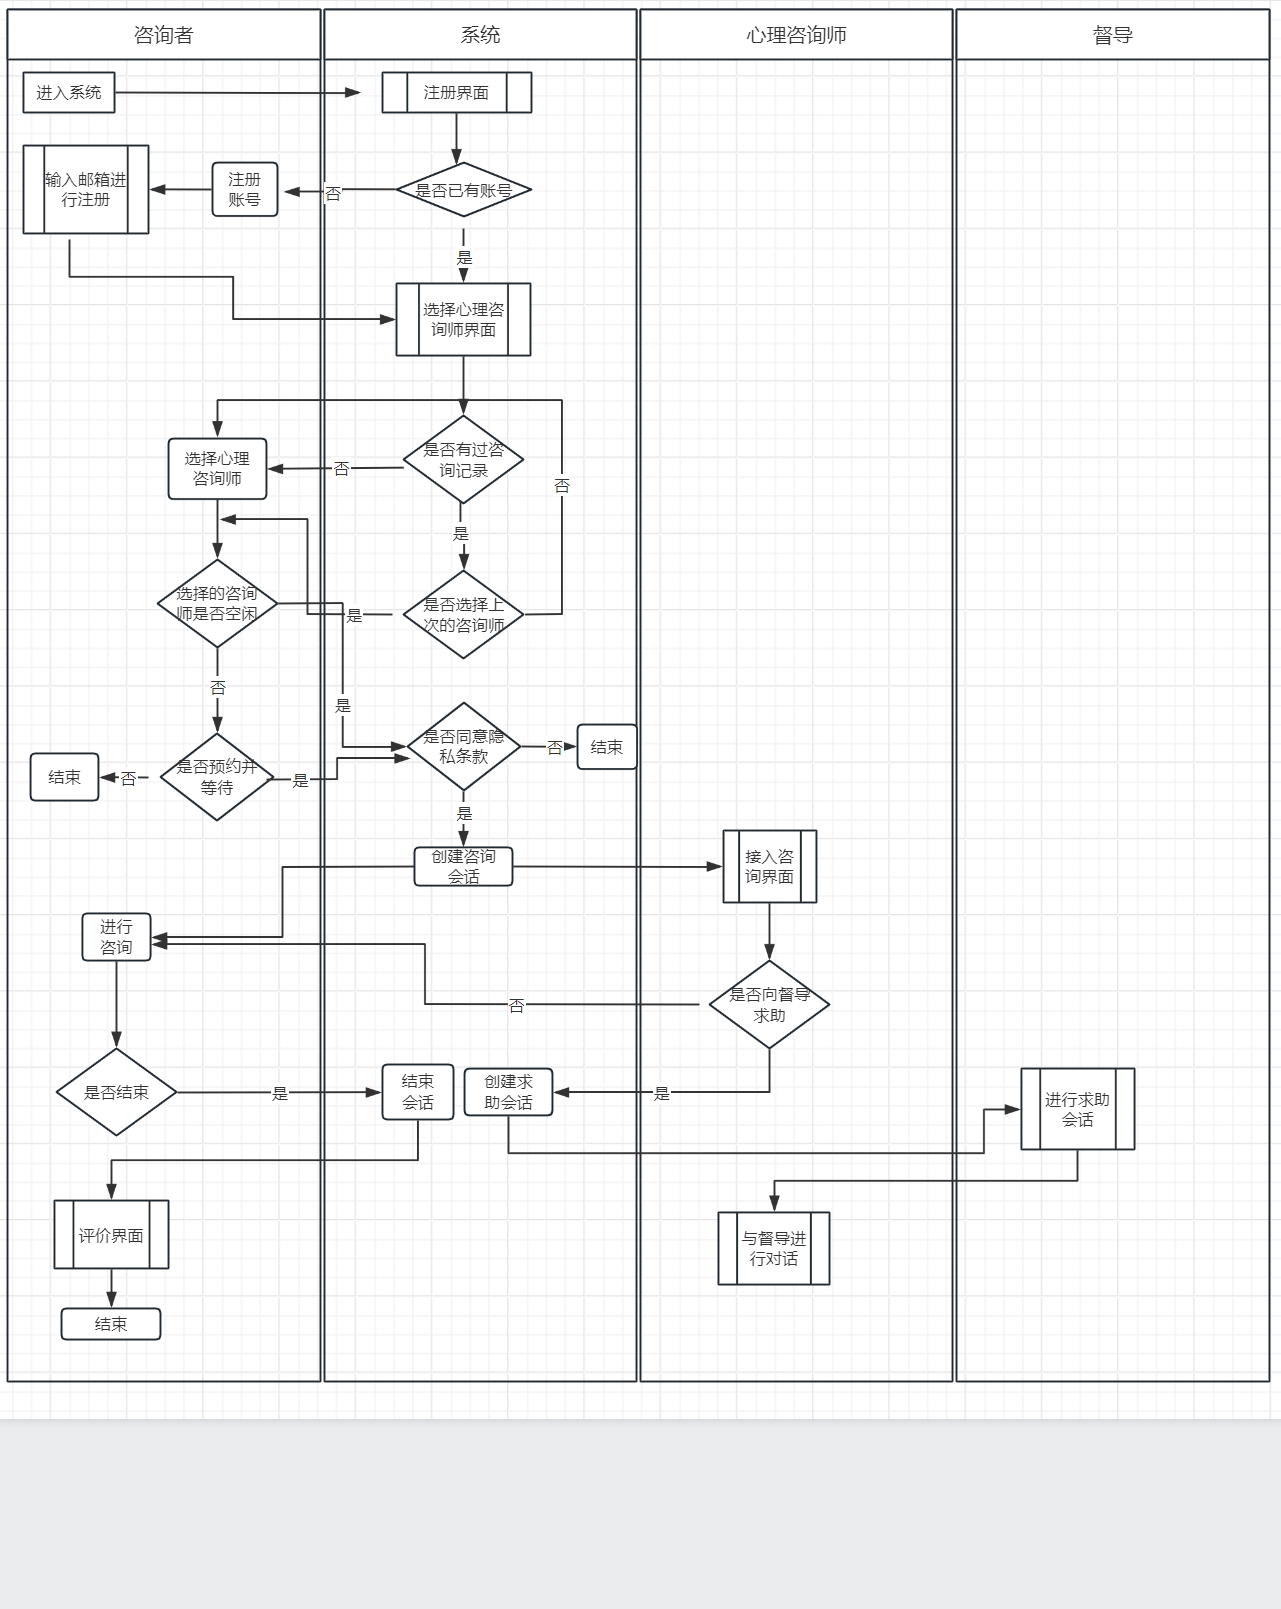 咨询者
系统
心理咨询师
督导
进入系统
注册界面
输入邮箱进
行注册
注册
账号
否
是否已有账号
是
选择心理咨
询师界面
选择心理
咨询师
否
是否有过咨
询记录
否
是
选择的咨询
师是否空闲
是
是否选择上
次的咨询师
否
是
是否同意隐
私条款
否
结束
结束
否
是否预约并
等待
是
是
创建咨询
会话
接入咨
询界面
进行
咨询
否
是否向督导
求助
是否结束
是
结束
会话
创建求
助会话
是
进行求助
会话
评价界面
与督导进
行对话
结束